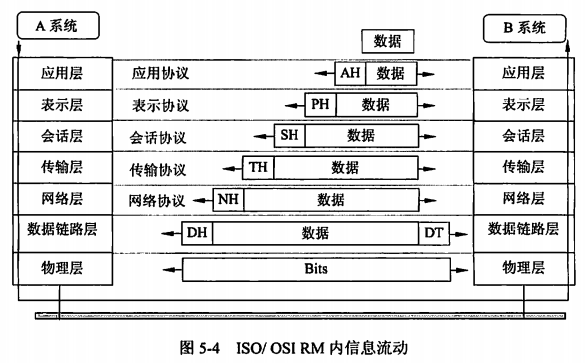 A 系统
B 系统
数据
应用层 应用协议 AH 数据 应用层
表示层 表示协议 PH 数据 表示层
会话层 会话协议 SH 数据 会话层
传输层 传输协议 TH 数据 传输层
网络层 网络协议 NH 数据 网络层
数据链路层 DH 数据 DT 数据链路层
物理层 Bits 物理层
图 5-4 ISO/ OSI RM 内信息流动